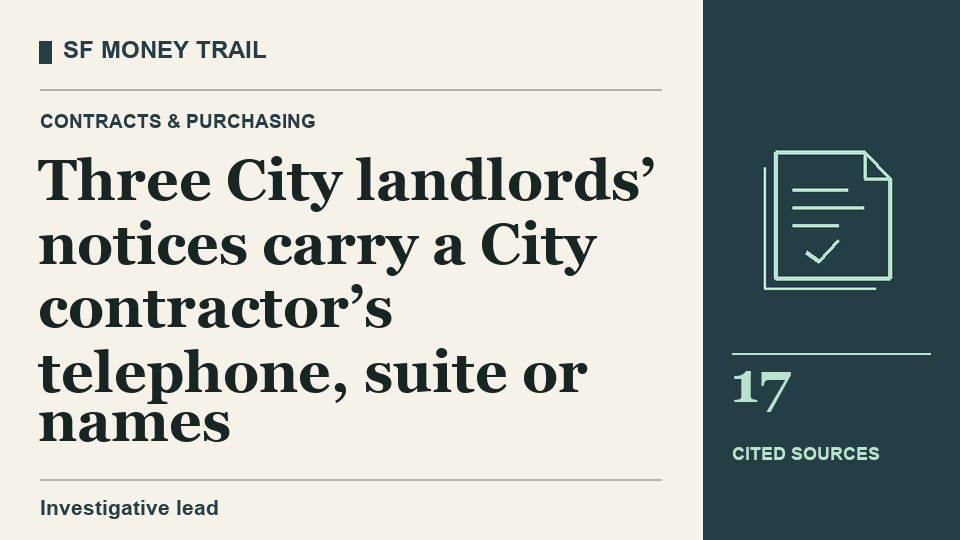 SF MONEY TRAIL
CONTRACTS & PURCHASING
Three City landlords’
notices carry a City
contractor’s
telephone, suite or
names
Investigative lead
17
CITED SOURCES